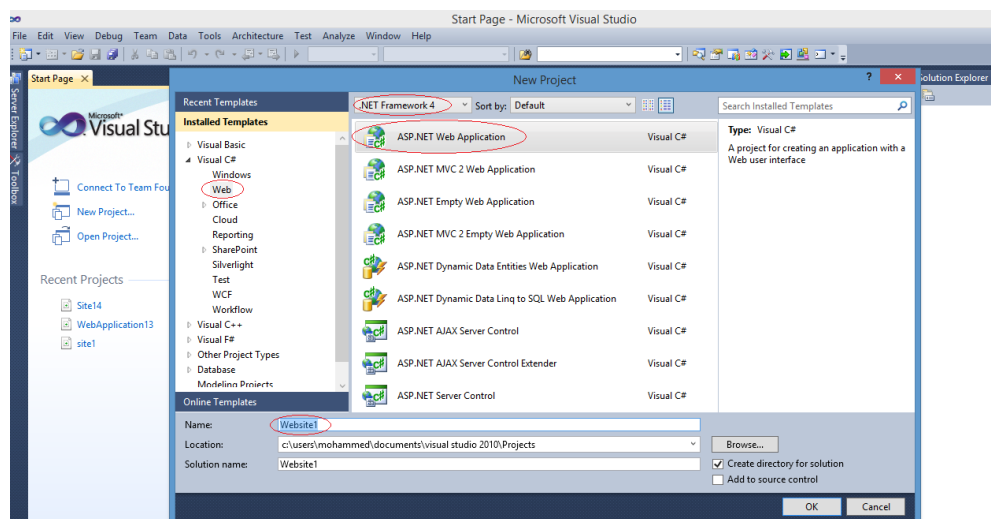 Start Page - Microsoft Visual Studio
File Edit View Debug Team Data Tools Architecture Test Analyze Window Help
Start Page
New Project
Solution Explorer
Server Explorer
Toolbox
Microsoft
Visual Stu
Connect To Team Fou
New Project...
Open Project...
Recent Projects
Site14
WebApplication13
site1
Recent Templates
Installed Templates
Visual Basic
Visual C#
Windows
Web
Office
Cloud
Reporting
SharePoint
Silverlight
Test
WCF
Workflow
Visual C++
Visual F#
Other Project Types
Database
Modeling Projects
Online Templates
.NET Framework 4 Sort by: Default
ASP.NET Web Application Visual C#
ASP.NET MVC 2 Web Application Visual C#
ASP.NET Empty Web Application Visual C#
ASP.NET MVC 2 Empty Web Application Visual C#
ASP.NET Dynamic Data Entities Web Application Visual C#
ASP.NET Dynamic Data Linq to SQL Web Application Visual C#
ASP.NET AJAX Server Control Visual C#
ASP.NET AJAX Server Control Extender Visual C#
ASP.NET Server Control Visual C#
Search Installed Templates
Type: Visual C#
A project for creating an application with a
Web user interface
Name: Website1
Location: c:\users\mohammed\documents\visual studio 2010\Projects Browse...
Solution name: Website1
Create directory for solution
Add to source control
OK Cancel